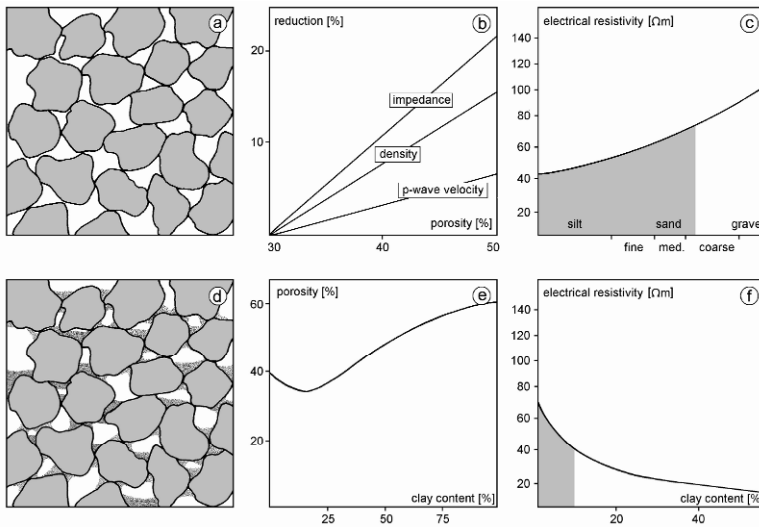 a
reduction [%]
b
20
10
impedance
density
p-wave velocity
porosity [%]
30
40
50
electrical resistivity [Ωm]
c
140
120
100
80
60
40
20
silt
sand
grave
fine
med.
coarse
d
porosity [%]
e
60
40
20
clay content [%]
25
50
75
electrical resistivity [Ωm]
f
140
120
100
80
60
40
20
clay content [%]
20
40